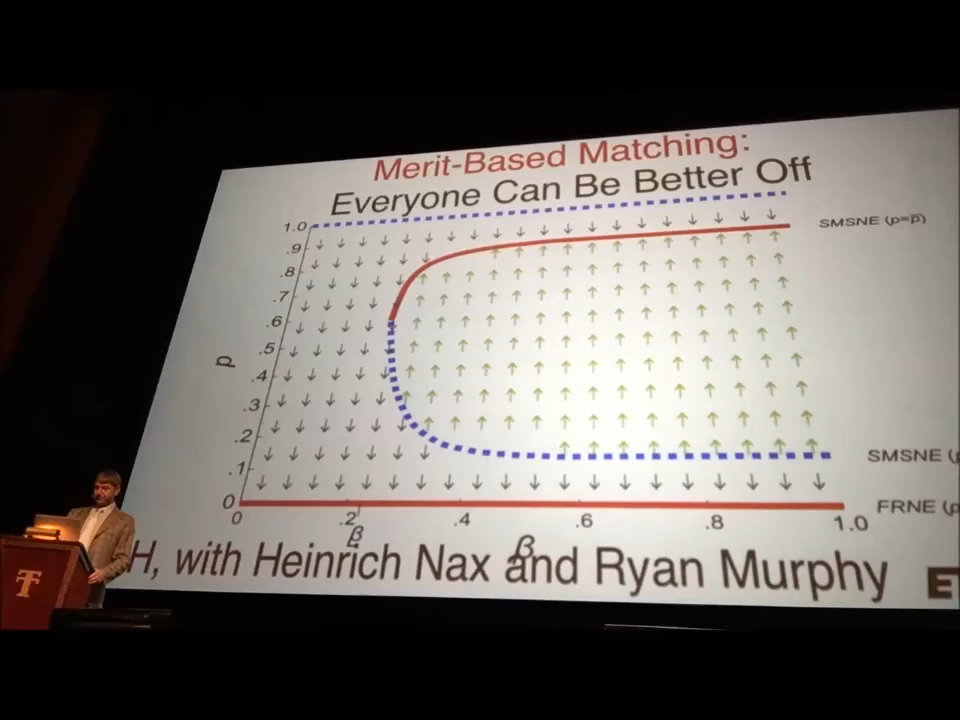 Merit-Based Matching:
Everyone Can Be Better Off
1.0
.9
.8
.7
.6
.5
.4
.3
.2
.1
0
p
SMSNE (p=p̄)
SMSNE (
FRNE (p
0
.2
.4
.6
.8
1.0
β
β
H, with Heinrich Nax and Ryan Murphy